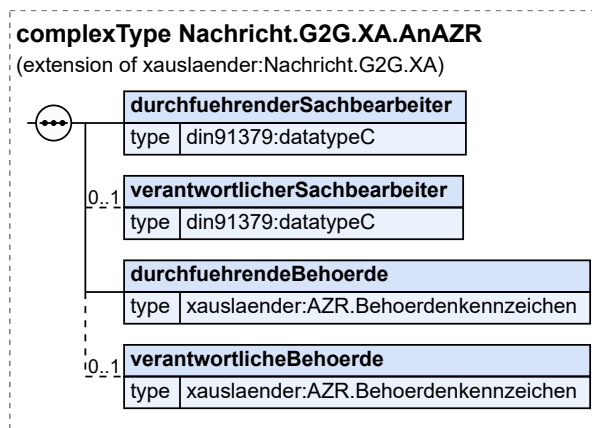 complexType Nachricht.G2G.XA.AnAZR
(extension of xauslaender:Nachricht.G2G.XA)
durchfuehrenderSachbearbeiter
type din91379:datatypeC
0..1 verantwortlicherSachbearbeiter
type din91379:datatypeC
durchfuehrendeBehoerde
type xauslaender:AZR.Behoerdenkennzeichen
0..1 verantwortlicheBehoerde
type xauslaender:AZR.Behoerdenkennzeichen